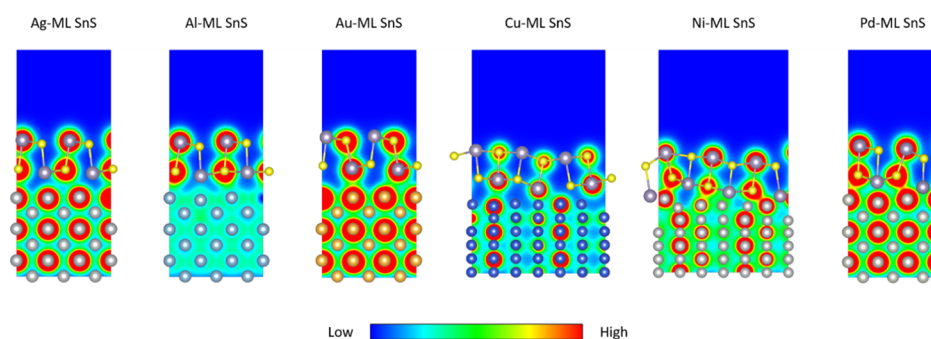 Ag-ML SnS
Al-ML SnS
Au-ML SnS
Cu-ML SnS
Ni-ML SnS
Pd-ML SnS
Low
High